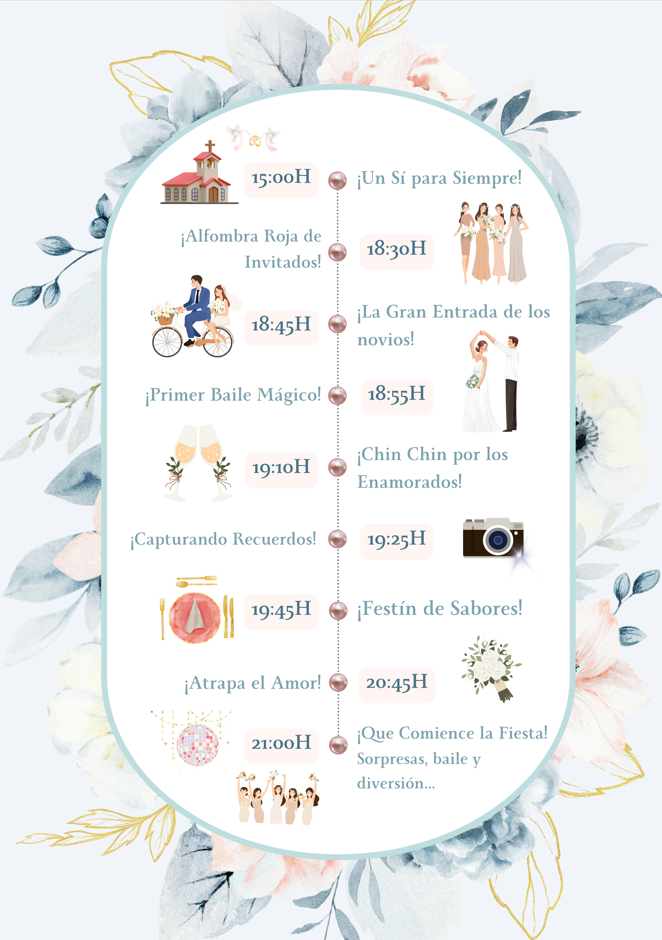 15:00H
¡Un Sí para Siempre!
¡Alfombra Roja de
Invitados!
18:30H
18:45H
¡La Gran Entrada de los
novios!
¡Primer Baile Mágico!
18:55H
19:10H
¡Chin Chin por los
Enamorados!
¡Capturando Recuerdos!
19:25H
19:45H
¡Festín de Sabores!
¡Atrapa el Amor!
20:45H
21:00H
¡Que Comience la Fiesta!
Sorpresas, baile y
diversión...